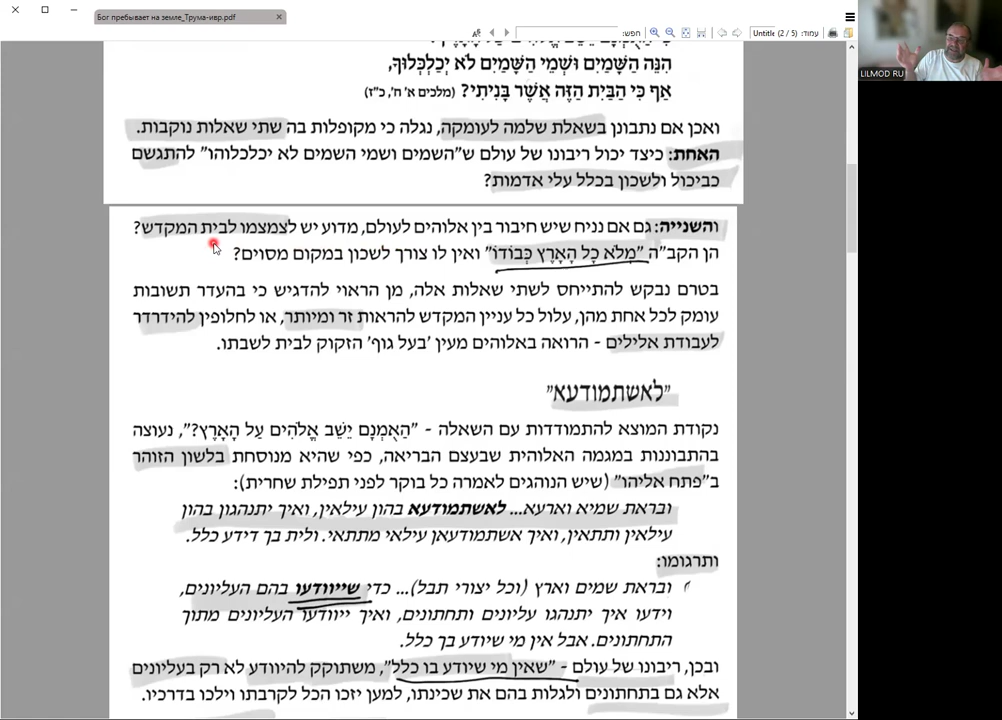 Бог пребывает на земле_Трума-ивр.pdf
חיפוש:
עמוד: (2 / 5) Untitle
LILMOD RU
הִנֵּה הַשָּׁמַיִם וּשְׁמֵי הַשָּׁמַיִם לֹא יְכַלְכְּלוּךָ,
אַף כִּי הַבַּיִת הַזֶּה אֲשֶׁר בָּנִיתִי? (מלכים א' ח', כ"ז)
ואכן אם נתבונן בשאלת שלמה לעומקה, נגלה כי מקופלות בה שתי שאלות נוקבות.
האחת: כיצד יכול ריבונו של עולם ש"השמים ושמי השמים לא יכלכלוהו" להתגשם
כביכול ולשכון בכלל עלי אדמות?
והשנייה: גם אם נניח שיש חיבור בין אלוהים לעולם, מדוע יש לצמצמו לבית המקדש?
הן הקב"ה "מְלֹא כָל הָאָרֶץ כְּבוֹדוֹ" ואין לו צורך לשכון במקום מסוים?
בטרם נבקש להתייחס לשתי שאלות אלה, מן הראוי להדגיש כי בהעדר תשובות
עומק לכל אחת מהן, עלול כל עניין המקדש להראות זר ומיותר, או לחלופין להידרדר
לעבודת אלילים - הרואה באלוהים מעין 'בעל גוף' הזקוק לבית לשבתו.
"לאשתמודעא"
נקודת המוצא להתמודדות עם השאלה - "הַאֻמְנָם יֵשֵׁב אֱלֹהִים עַל הָאָרֶץ?", נעוצה
בהתבוננות במגמה האלוהית שבעצם הבריאה, כפי שהיא מנוסחת בלשון הזוהר
ב"פתח אליהו" (שיש הנוהגים לאמרה כל בוקר לפני תפילת שחרית):
ובראת שמיא וארעא... לאשתמודעא בהון עילאין, ואיך יתנהגון בהון
עילאין ותתאין, ואיך אשתמודעאן עילאי מתתאי. ולית בך דידע כלל.
ותרגומו:
ובראת שמים וארץ (וכל יצורי תבל)... כדי שייוודעו בהם העליונים,
וידעו איך יתנהגו עליונים ותחתונים, ואיך ייוודעו העליונים מתוך
התחתונים. אבל אין מי שיודע בך כלל.
ובכן, ריבונו של עולם - "שאין מי שיודע בו כלל", משתוקק להיוודע לא רק בעליונים
אלא גם בתחתונים ולגלות בהם את שכינתו, למען יזכו הכל לקרבתו וילכו בדרכיו.